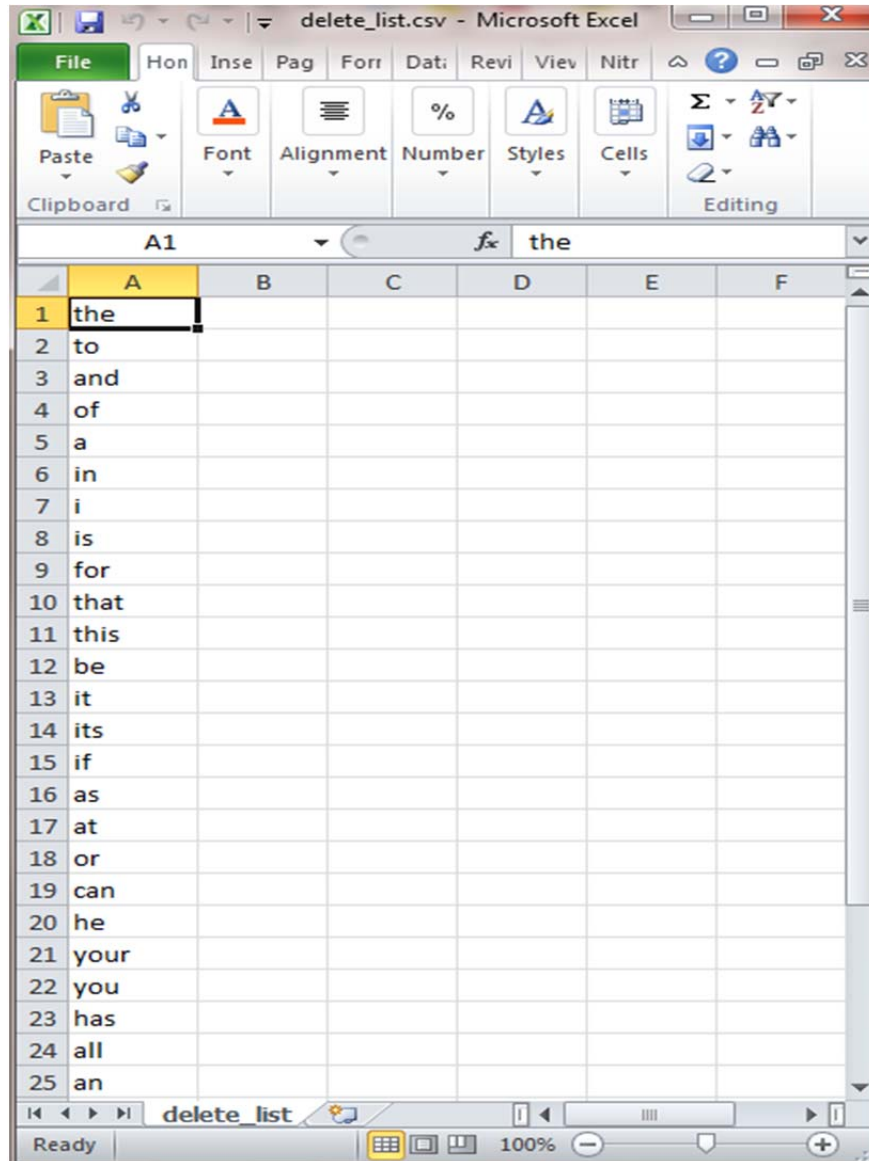 delete_list.csv - Microsoft Excel
File Hon Inse Pag Forr Data Revi Viev Nitr
Paste Font Alignment Number Styles Cells
Clipboard Editing
A1 fx the
A B C D E F
1 the
2 to
3 and
4 of
5 a
6 in
7 i
8 is
9 for
10 that
11 this
12 be
13 it
14 its
15 if
16 as
17 at
18 or
19 can
20 he
21 your
22 you
23 has
24 all
25 an
delete_list
Ready 100%